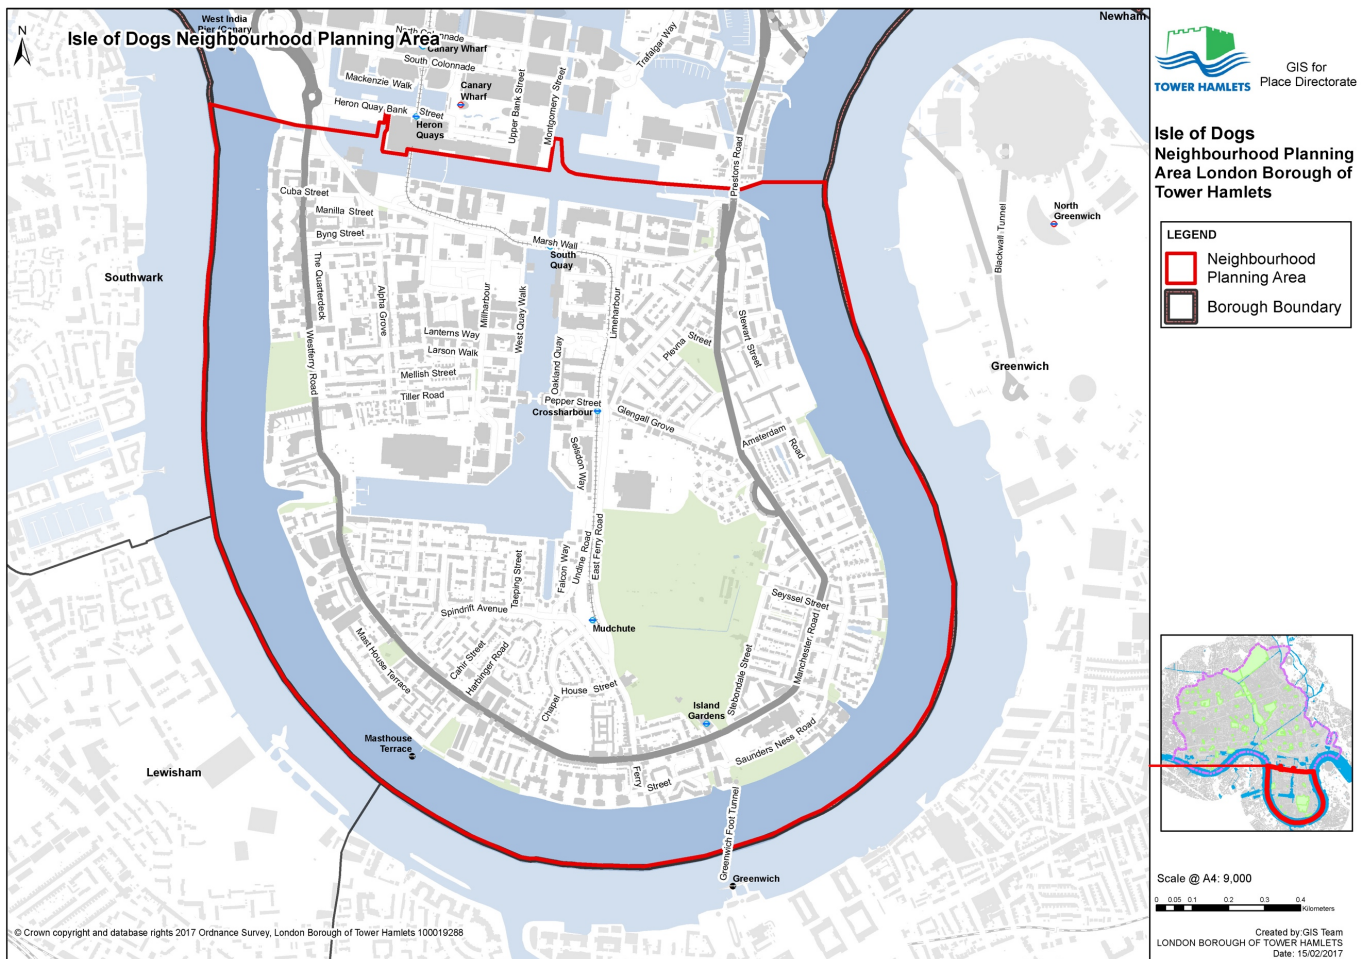 West India
Pier /Canary
N
Isle of Dogs Neighbourhood Planning Area
North Colonnade
Canary Wharf
South Colonnade
Mackenzie Walk
Canary
Wharf
Heron Quay Bank Street
Heron
Quays
Upper Bank Street
Montgomery Street
Trafalgar Way
Prestons Road
Newham
Cuba Street
Manilla Street
Byng Street
The Quarterdeck
Westferry Road
Alpha Grove
Millharbour
West Quay Walk
Marsh Wall
South
Quay
Limeharbour
Lanterns Way
Larson Walk
Mellish Street
Tiller Road
Oakland Quay
Pepper Street
Crossharbour
Plevna Street
Stewart Street
Glengall Grove
Amsterdam
Road
Selsdon Way
Southwark
North
Greenwich
Blackwall Tunnel
Greenwich
East Ferry Road
Undine Road
Falcon Way
Taeping Street
Spindrift Avenue
Mudchute
Seyssel Street
Manchester Road
Stebondale Street
Mast House Terrace
Cahir Street
Harbinger Road
Chapel
House Street
Island
Gardens
Saunders Ness Road
Masthouse
Terrace
Ferry
Street
Lewisham
Greenwich Foot Tunnel
Greenwich
© Crown copyright and database rights 2017 Ordnance Survey, London Borough of Tower Hamlets 100019288
TOWER HAMLETS
GIS for
Place Directorate
Isle of Dogs
Neighbourhood Planning
Area London Borough of
Tower Hamlets
LEGEND
Neighbourhood
Planning Area
Borough Boundary
Scale @ A4: 9,000
0 0.05 0.1 0.2 0.3 0.4
Kilometers
Created by:GIS Team
LONDON BOROUGH OF TOWER HAMLETS
Date: 15/02/2017